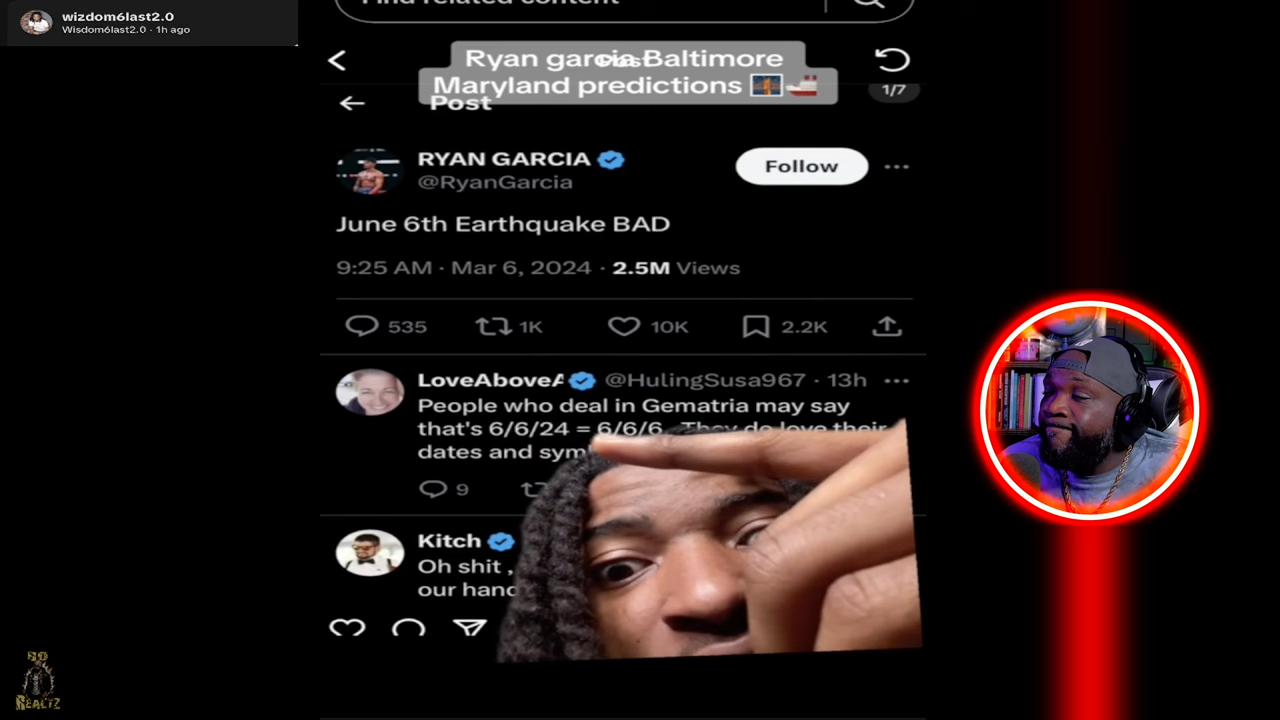 wizdom6last2.0
Wisdom6last2.0 · 1h ago
Find related content
Ryan garcia Baltimore
Maryland predictions
1/7
Post
RYAN GARCIA
@RyanGarcia
Follow
June 6th Earthquake BAD
9:25 AM · Mar 6, 2024 · 2.5M Views
535
1K
10K
2.2K
LoveAboveA @HulingSusa967 · 13h
People who deal in Gematria may say
that's 6/6/24 = 6/6/6 They do love their
dates and sym
9
Kitch
Oh shit ,
our hand
REACTZ